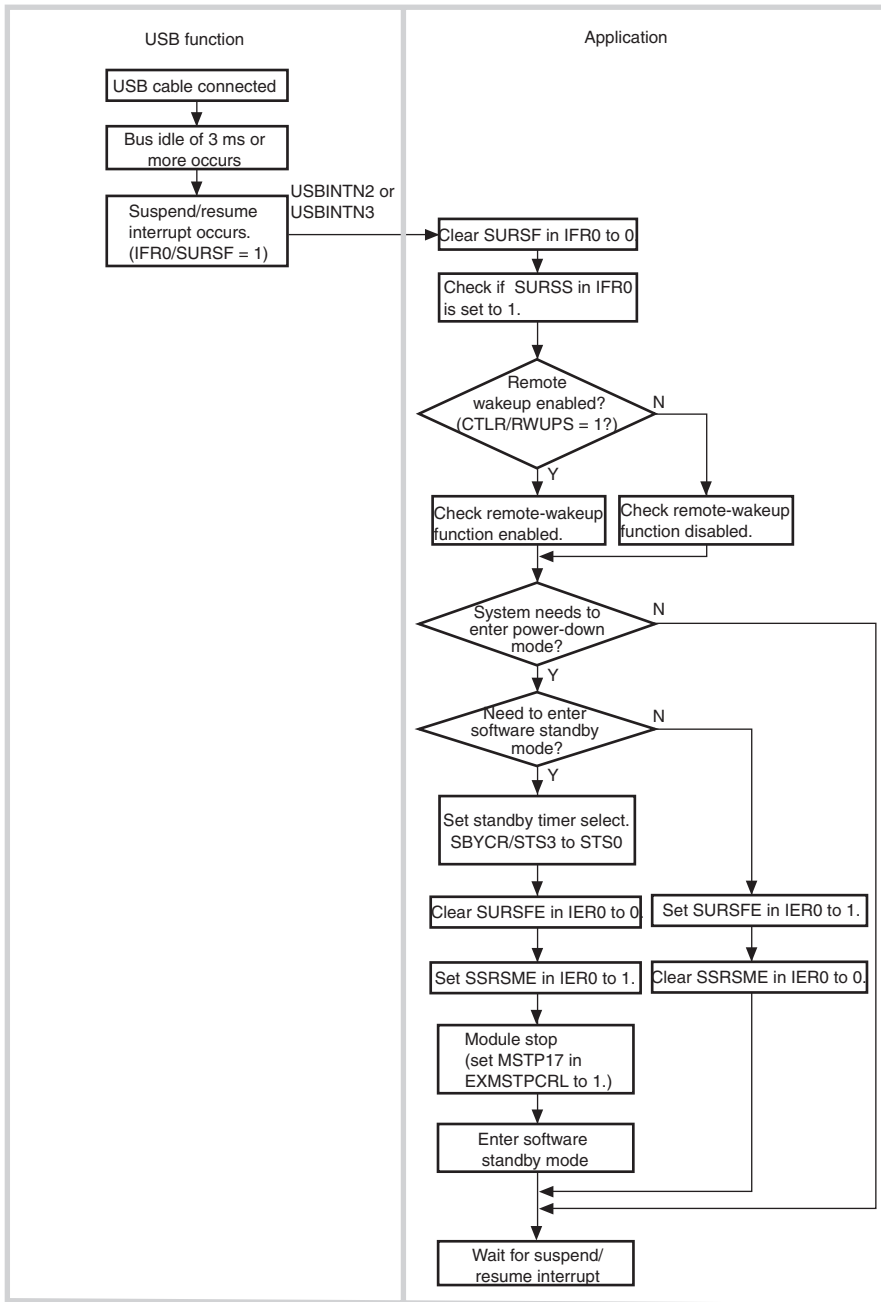 USB function
Application
USB cable connected
Bus idle of 3 ms or
more occurs
Suspend/resume
interrupt occurs.
(IFR0/SURSF = 1)
USBINTN2 or
USBINTN3
Clear SURSF in IFR0 to 0.
Check if SURSS in IFR0
is set to 1.
Remote
wakeup enabled?
(CTLR/RWUPS = 1?)
N
Y
Check remote-wakeup
function enabled.
Check remote-wakeup
function disabled.
System needs to
enter power-down
mode?
N
Y
Need to enter
software standby
mode?
N
Y
Set standby timer select.
SBYCR/STS3 to STS0
Clear SURSFE in IER0 to 0.
Set SURSFE in IER0 to 1.
Set SSRSME in IER0 to 1.
Clear SSRSME in IER0 to 0.
Module stop
(set MSTP17 in
EXMSTPCRL to 1.)
Enter software
standby mode
Wait for suspend/
resume interrupt